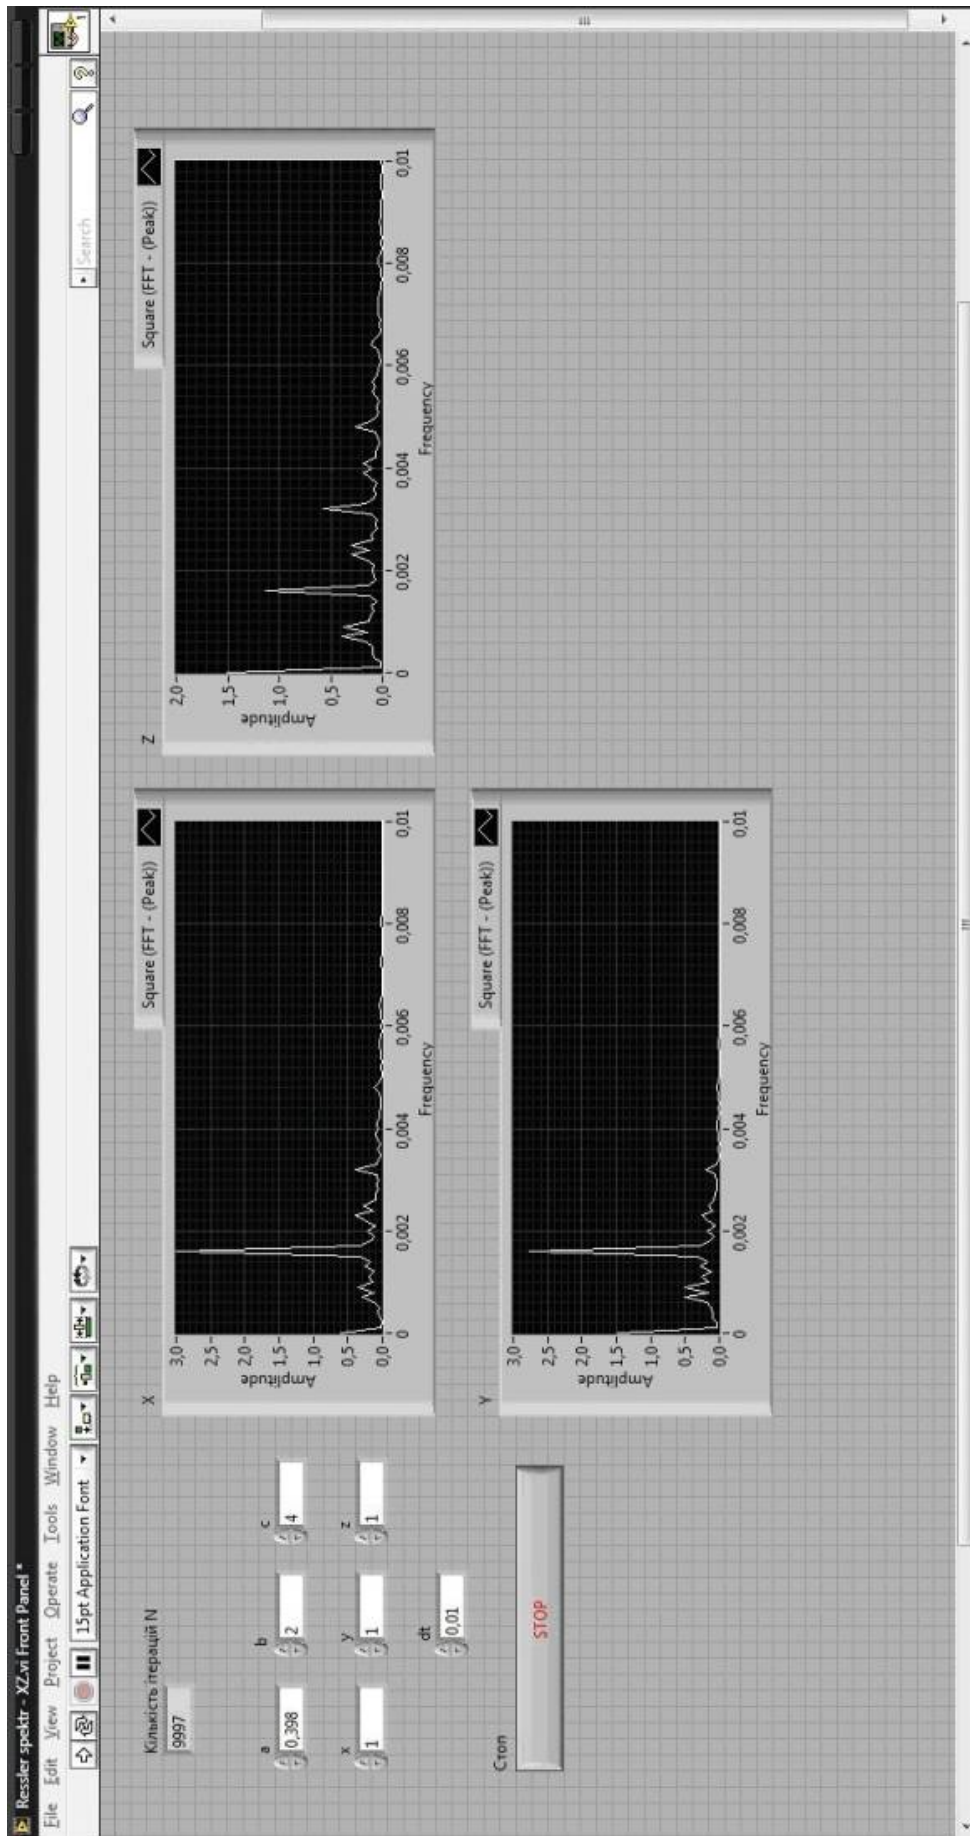 Ressler spektr - XZ.vi Front Panel *
File Edit View Project Operate Tools Window Help
15pt Application Font
Search
Кількість ітерацій N
9997
a
0,398
b
2
c
4
x
1
y
1
z
1
dt
0,01
Стоп
STOP
X
Square (FFT - (Peak))
Amplitude
3,0
2,5
2,0
1,5
1,0
0,5
0,0
0
0,002
0,004
0,006
0,008
0,01
Frequency
Z
Square (FFT - (Peak))
Amplitude
2,0
1,5
1,0
0,5
0,0
0
0,002
0,004
0,006
0,008
0,01
Frequency
Y
Square (FFT - (Peak))
Amplitude
3,0
2,5
2,0
1,5
1,0
0,5
0,0
0
0,002
0,004
0,006
0,008
0,01
Frequency